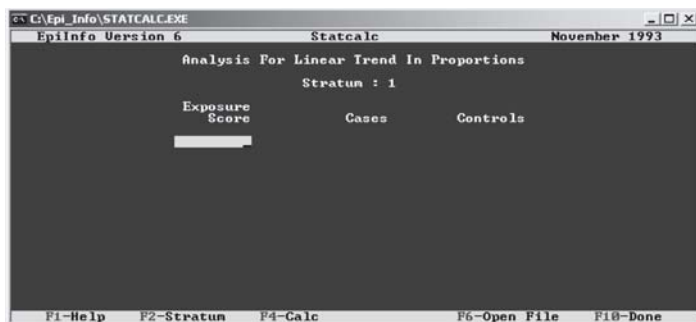 C:\Epi_Info\STATCALC.EXE
EpiInfo Version 6 Statcalc November 1993
Analysis For Linear Trend In Proportions
Stratum : 1
Exposure
Score Cases Controls
F1-Help F2-Stratum F4-Calc F6-Open File F10-Done